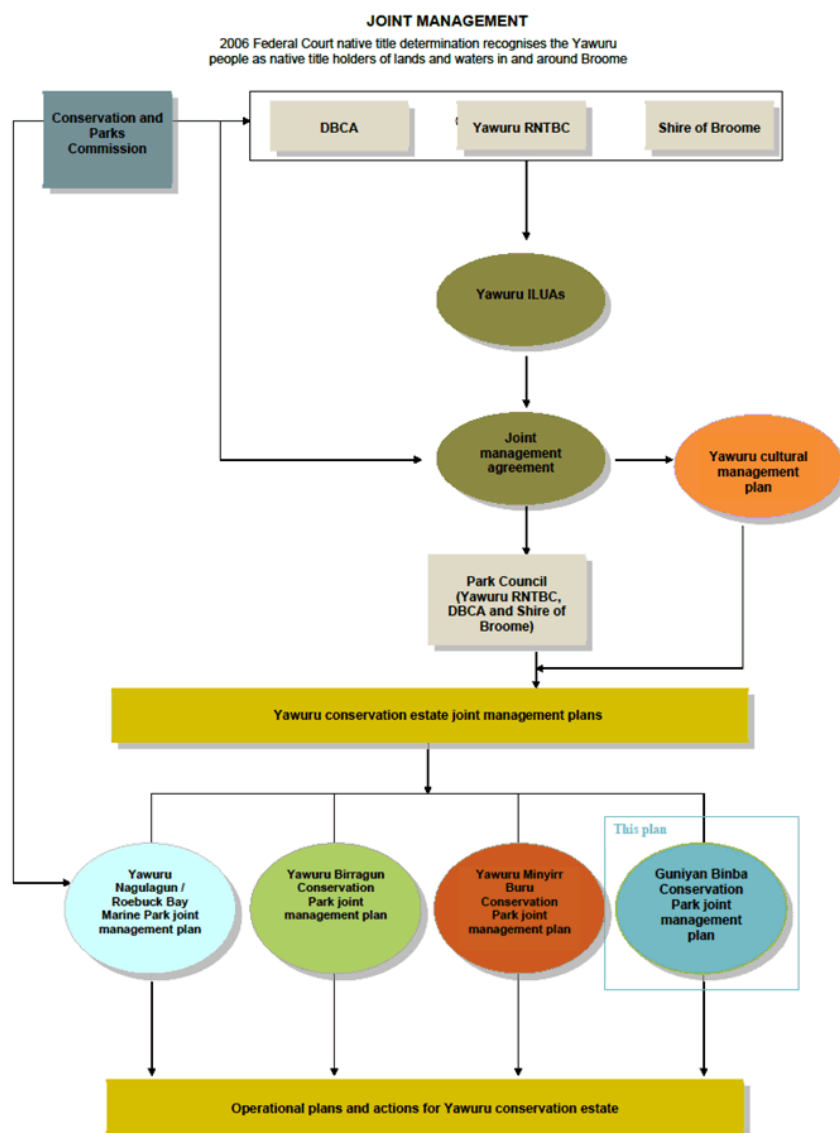 JOINT MANAGEMENT
2006 Federal Court native title determination recognises the Yawuru
people as native title holders of lands and waters in and around Broome
Conservation and
Parks
Commission
DBCA
Yawuru RNTBC
Shire of Broome
Yawuru ILUAs
Joint
management
agreement
Yawuru cultural
management
plan
Park Council
(Yawuru RNTBC,
DBCA and Shire of
Broome)
Yawuru conservation estate joint management plans
This plan
Yawuru
Nagulagun /
Roebuck Bay
Marine Park joint
management plan
Yawuru Birragun
Conservation
Park joint
management plan
Yawuru Minyirr
Buru
Conservation
Park joint
management plan
Guniyan Binba
Conservation
Park joint
management
plan
Operational plans and actions for Yawuru conservation estate